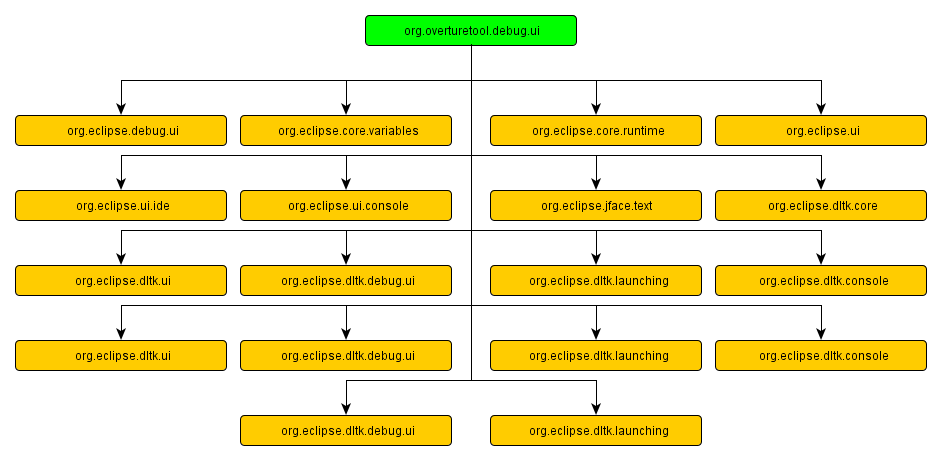 org.overturetool.debug.ui
org.eclipse.debug.ui
org.eclipse.core.variables
org.eclipse.core.runtime
org.eclipse.ui
org.eclipse.ui.ide
org.eclipse.ui.console
org.eclipse.jface.text
org.eclipse.dltk.core
org.eclipse.dltk.ui
org.eclipse.dltk.debug.ui
org.eclipse.dltk.launching
org.eclipse.dltk.console
org.eclipse.dltk.ui
org.eclipse.dltk.debug.ui
org.eclipse.dltk.launching
org.eclipse.dltk.console
org.eclipse.dltk.debug.ui
org.eclipse.dltk.launching